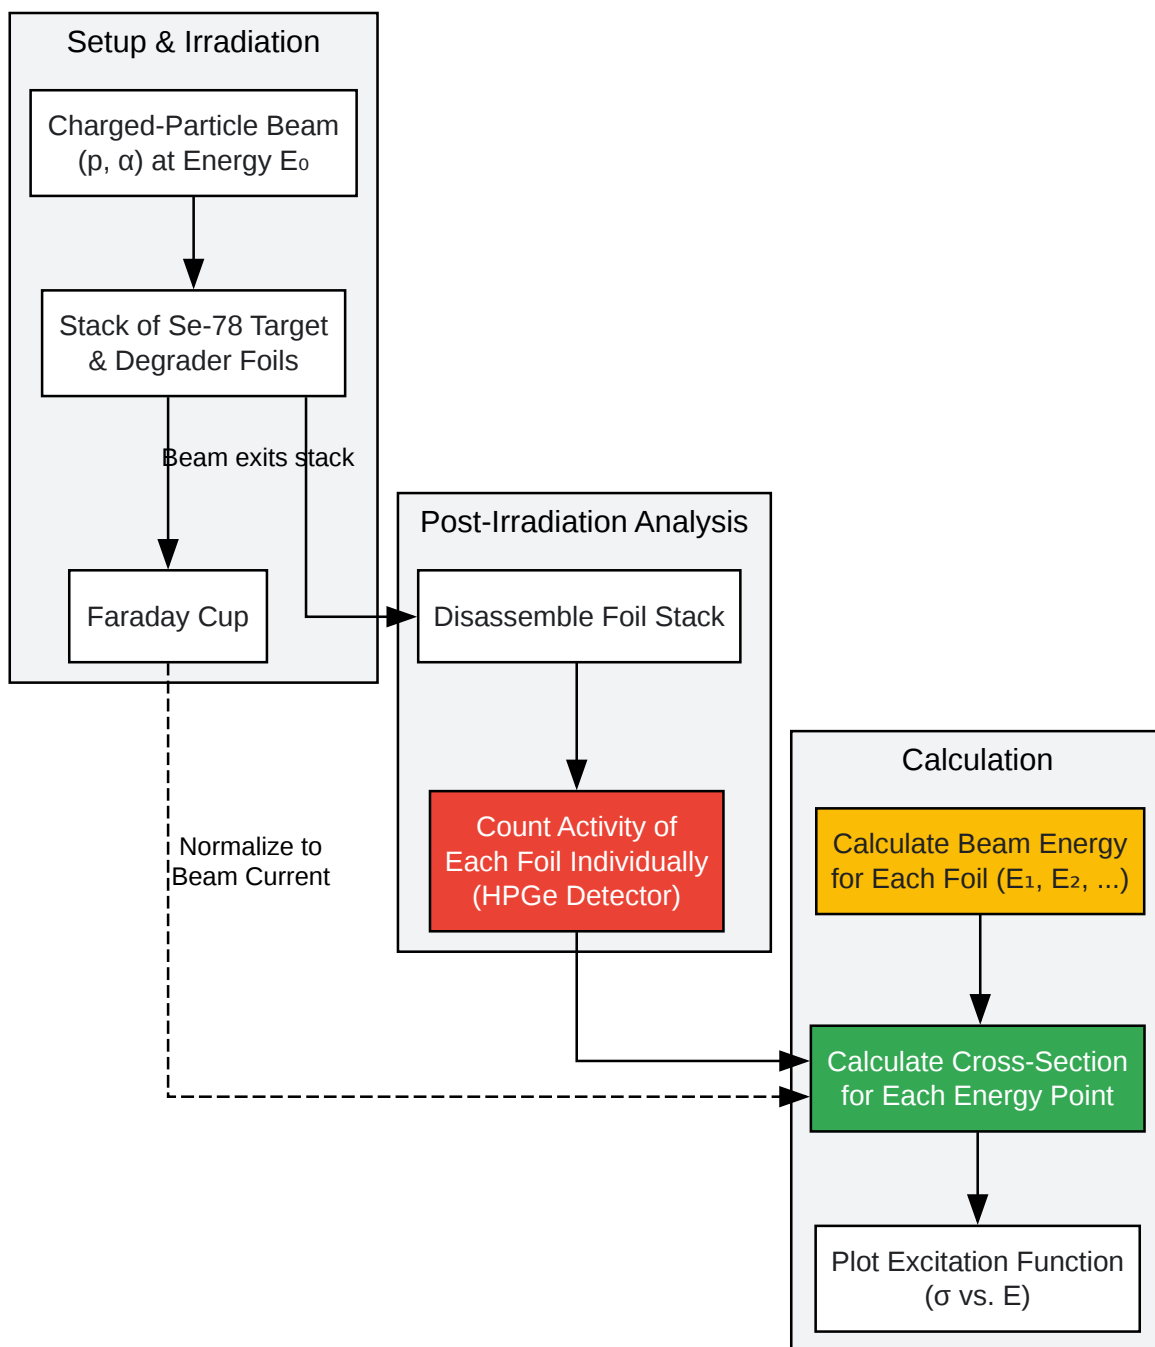 Setup & Irradiation
Charged-Particle Beam
(p, α) at Energy E₀
Stack of Se-78 Target
& Degrader Foils
Beam exits stack
Faraday Cup
Post-Irradiation Analysis
Disassemble Foil Stack
Count Activity of
Each Foil Individually
(HPGe Detector)
Normalize to
Beam Current
Calculation
Calculate Beam Energy
for Each Foil (E₁, E₂, ...)
Calculate Cross-Section
for Each Energy Point
Plot Excitation Function
(σ vs. E)